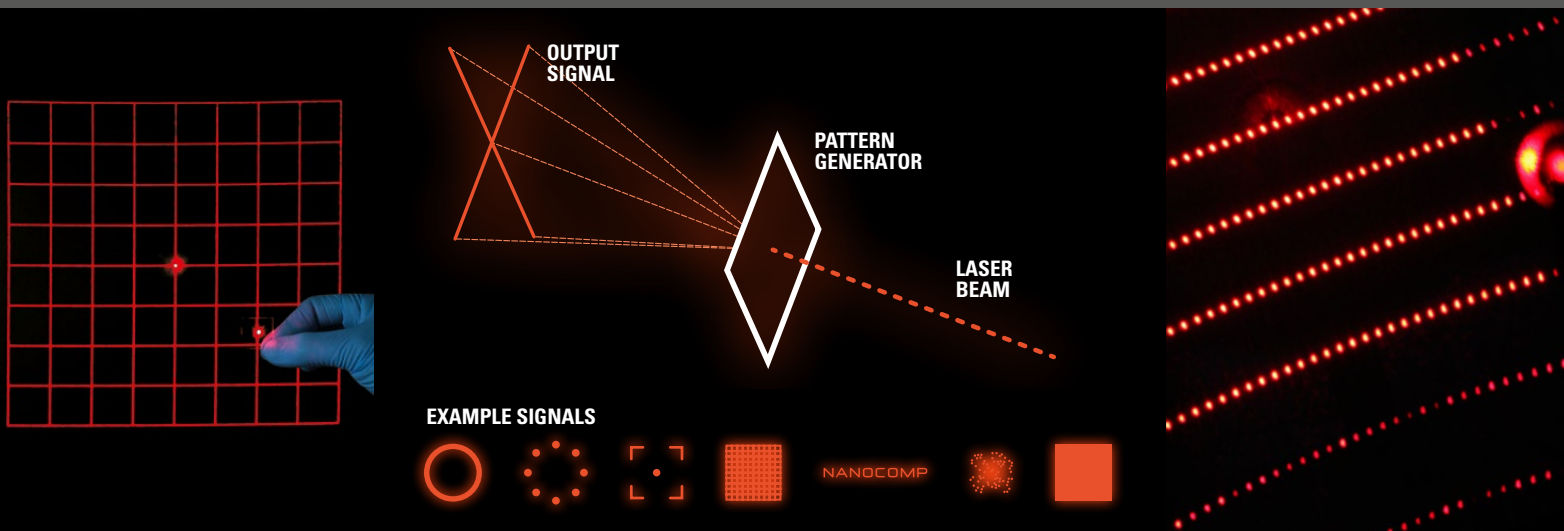 OUTPUT
SIGNAL
PATTERN
GENERATOR
LASER
BEAM
EXAMPLE SIGNALS
NANOCOMP